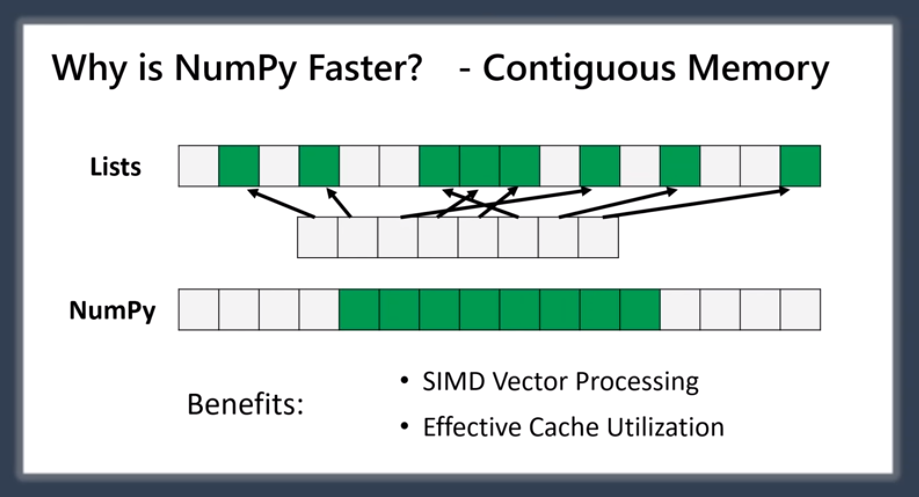 Why is NumPy Faster? - Contiguous Memory
Lists
NumPy
Benefits:
• SIMD Vector Processing
• Effective Cache Utilization